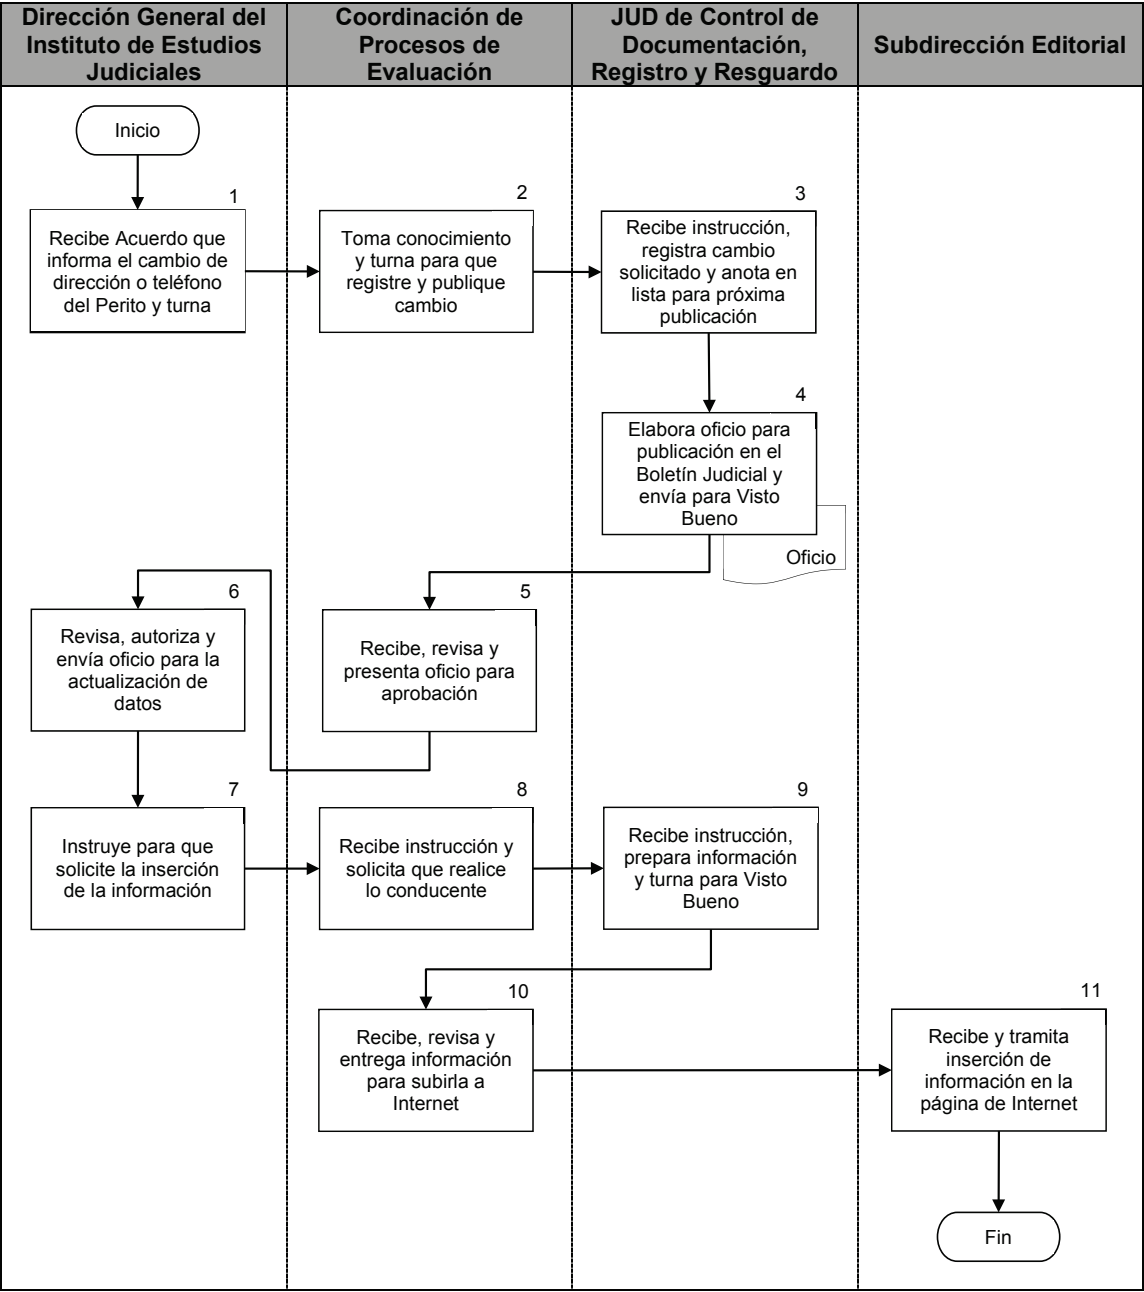 Dirección General del
Instituto de Estudios
Judiciales
Coordinación de
Procesos de
Evaluación
JUD de Control de
Documentación,
Registro y Resguardo
Subdirección Editorial
Inicio
1
Recibe Acuerdo que
informa el cambio de
dirección o teléfono
del Perito y turna
2
Toma conocimiento
y turna para que
registre y publique
cambio
3
Recibe instrucción,
registra cambio
solicitado y anota en
lista para próxima
publicación
4
Elabora oficio para
publicación en el
Boletín Judicial y
envía para Visto
Bueno
Oficio
5
Recibe, revisa y
presenta oficio para
aprobación
6
Revisa, autoriza y
envía oficio para la
actualización de
datos
7
Instruye para que
solicite la inserción
de la información
8
Recibe instrucción y
solicita que realice
lo conducente
9
Recibe instrucción,
prepara información
y turna para Visto
Bueno
10
Recibe, revisa y
entrega información
para subirla a
Internet
11
Recibe y tramita
inserción de
información en la
página de Internet
Fin